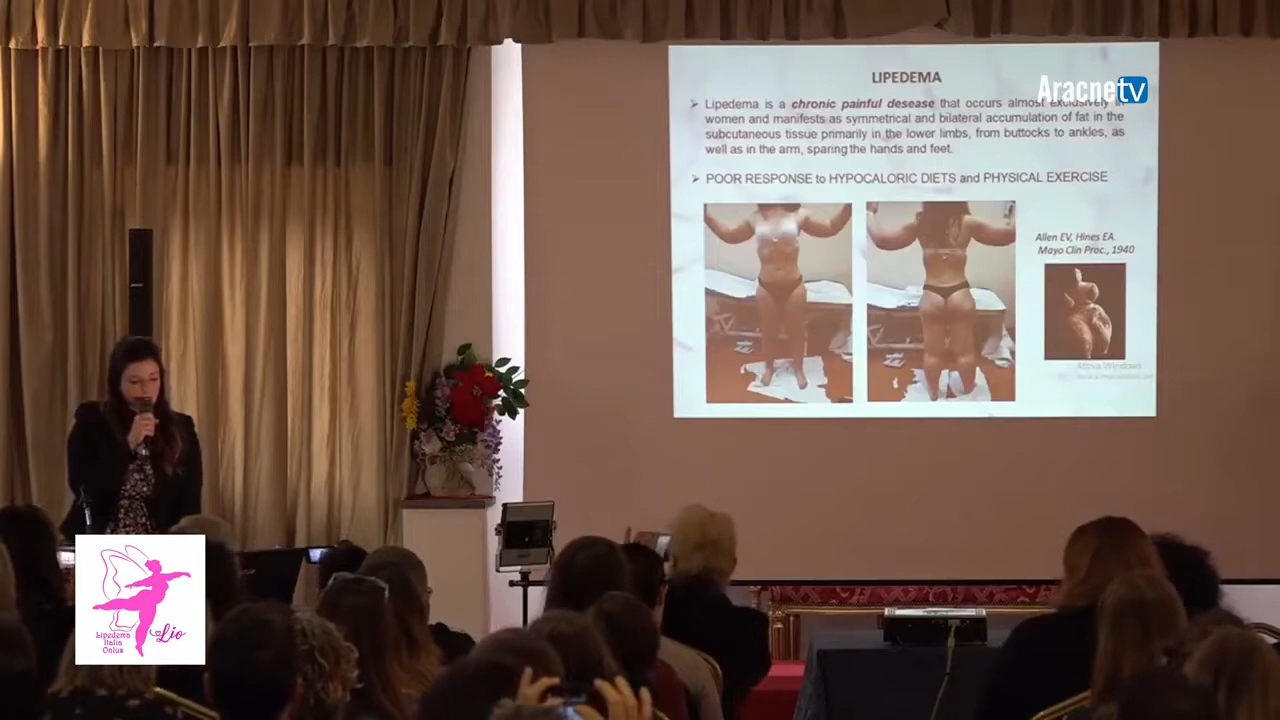 Aracnetv
LIPEDEMA
Lipedema is a chronic painful desease that occurs almost exclusively in
women and manifests as symmetrical and bilateral accumulation of fat in the
subcutaneous tissue primarily in the lower limbs, from buttocks to ankles, as
well as in the arm, sparing the hands and feet.
POOR RESPONSE to HYPOCALORIC DIETS and PHYSICAL EXERCISE
Allen EV, Hines EA.
Mayo Clin Proc., 1940
Attiva Windows
Lipedema
Italia
Onlus
Lio